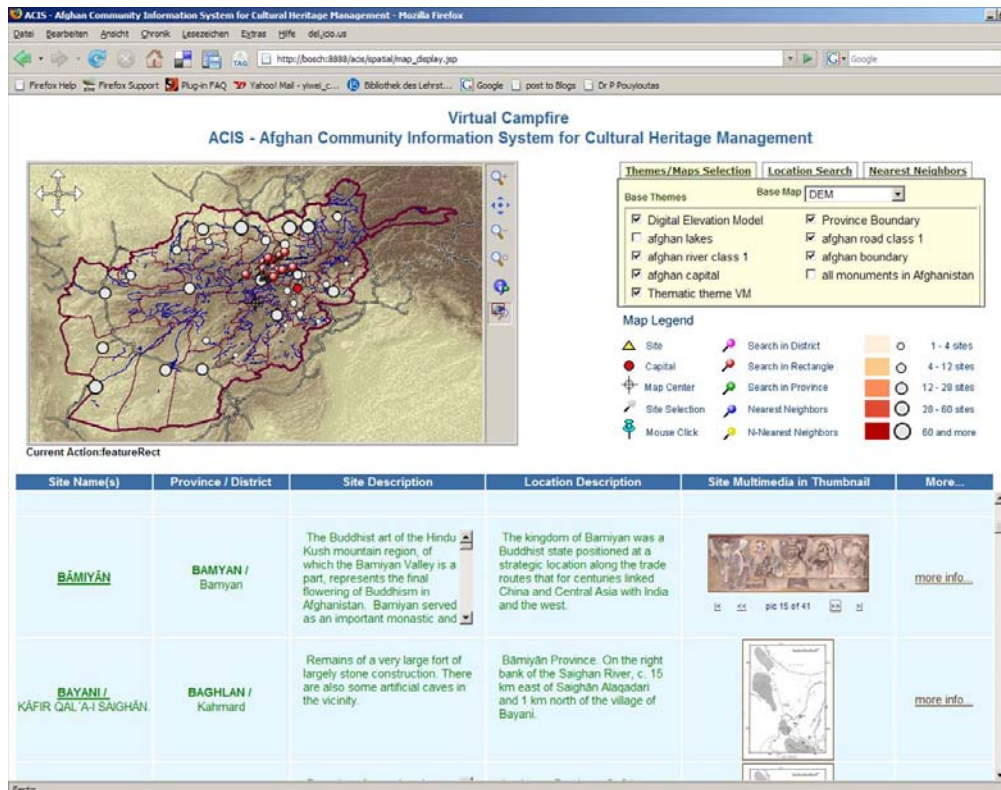 ACIS - Afghan Community Information System for Cultural Heritage Management - Mozilla Firefox
Datei Bearbeiten Ansicht Chronik Lesezeichen Extras Hilfe del.icio.us
TAG http://bosch:8888/acis/spatial/map_display.jsp Google
Firefox Help Firefox Support Plug-in FAQ Yahoo! Mail - yiwei_c... Bibliothek des Lehrst... Google post to Blogs Dr P Pouyioutas
Virtual Campfire
ACIS - Afghan Community Information System for Cultural Heritage Management
Themes/Maps Selection Location Search Nearest Neighbors
Base Themes Base Map DEM
Digital Elevation Model Province Boundary
afghan lakes afghan road class 1
afghan river class 1 afghan boundary
afghan capital all monuments in Afghanistan
Thematic theme VM
Map Legend
Site Search in District 1 - 4 sites
Capital Search in Rectangle 4 - 12 sites
Map Center Search in Province 12 - 28 sites
Site Selection Nearest Neighbors 28 - 60 sites
Mouse Click N-Nearest Neighbors 60 and more
Current Action:featureRect
Site Name(s) Province / District Site Description Location Description Site Multimedia in Thumbnail More...
BĀMIYĀN
BAMYAN /
Bamyan
The Buddhist art of the Hindu
Kush mountain region, of
which the Bamiyan Valley is a
part, represents the final
flowering of Buddhism in
Afghanistan. Bamiyan served
as an important monastic and
The kingdom of Bamiyan was a
Buddhist state positioned at a
strategic location along the trade
routes that for centuries linked
China and Central Asia with India
and the west.
|< << pic 15 of 41 >> >|
more info...
BAYANI /
KĀFIR QAL'A-I SAIGHĀN.
BAGHLAN /
Kahmard
Remains of a very large fort of
largely stone construction. There
are also some artificial caves in
the vicinity.
Bāmiyān Province. On the right
bank of the Saighan River, c. 15
km east of Saighān Alaqadari
and 1 km north of the village of
Bayani.
more info...